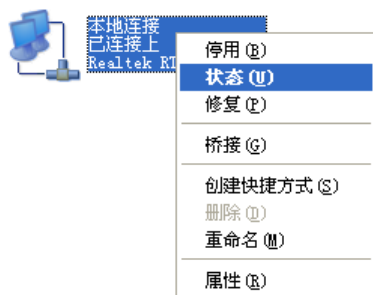 本地连接
已连接上
Realtek RT
停用(B)
状态(U)
修复(P)
桥接(G)
创建快捷方式(S)
删除(D)
重命名(M)
属性(R)